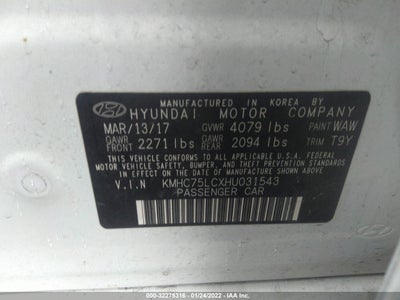 MANUFACTURED IN KOREA BY
HYUNDAI MOTOR COMPANY
MAR/13/17 GVWR 4079 lbs PAINT WAW
GAWR FRONT 2271 lbs GAWR REAR 2094 lbs TRIM T9Y
THIS VEHICLE CONFORMS TO ALL APPLICABLE U.S.A. FEDERAL
MOTOR VEHICLE SAFETY, BUMPER, AND THEFT PREVENTION STANDARDS
IN EFFECT ON THE DATE OF MANUFACTURE SHOWN ABOVE.
V.I.N KMHC75LCXHU031543
PASSENGER CAR
000-32275316 - 01/24/2022 - IAA